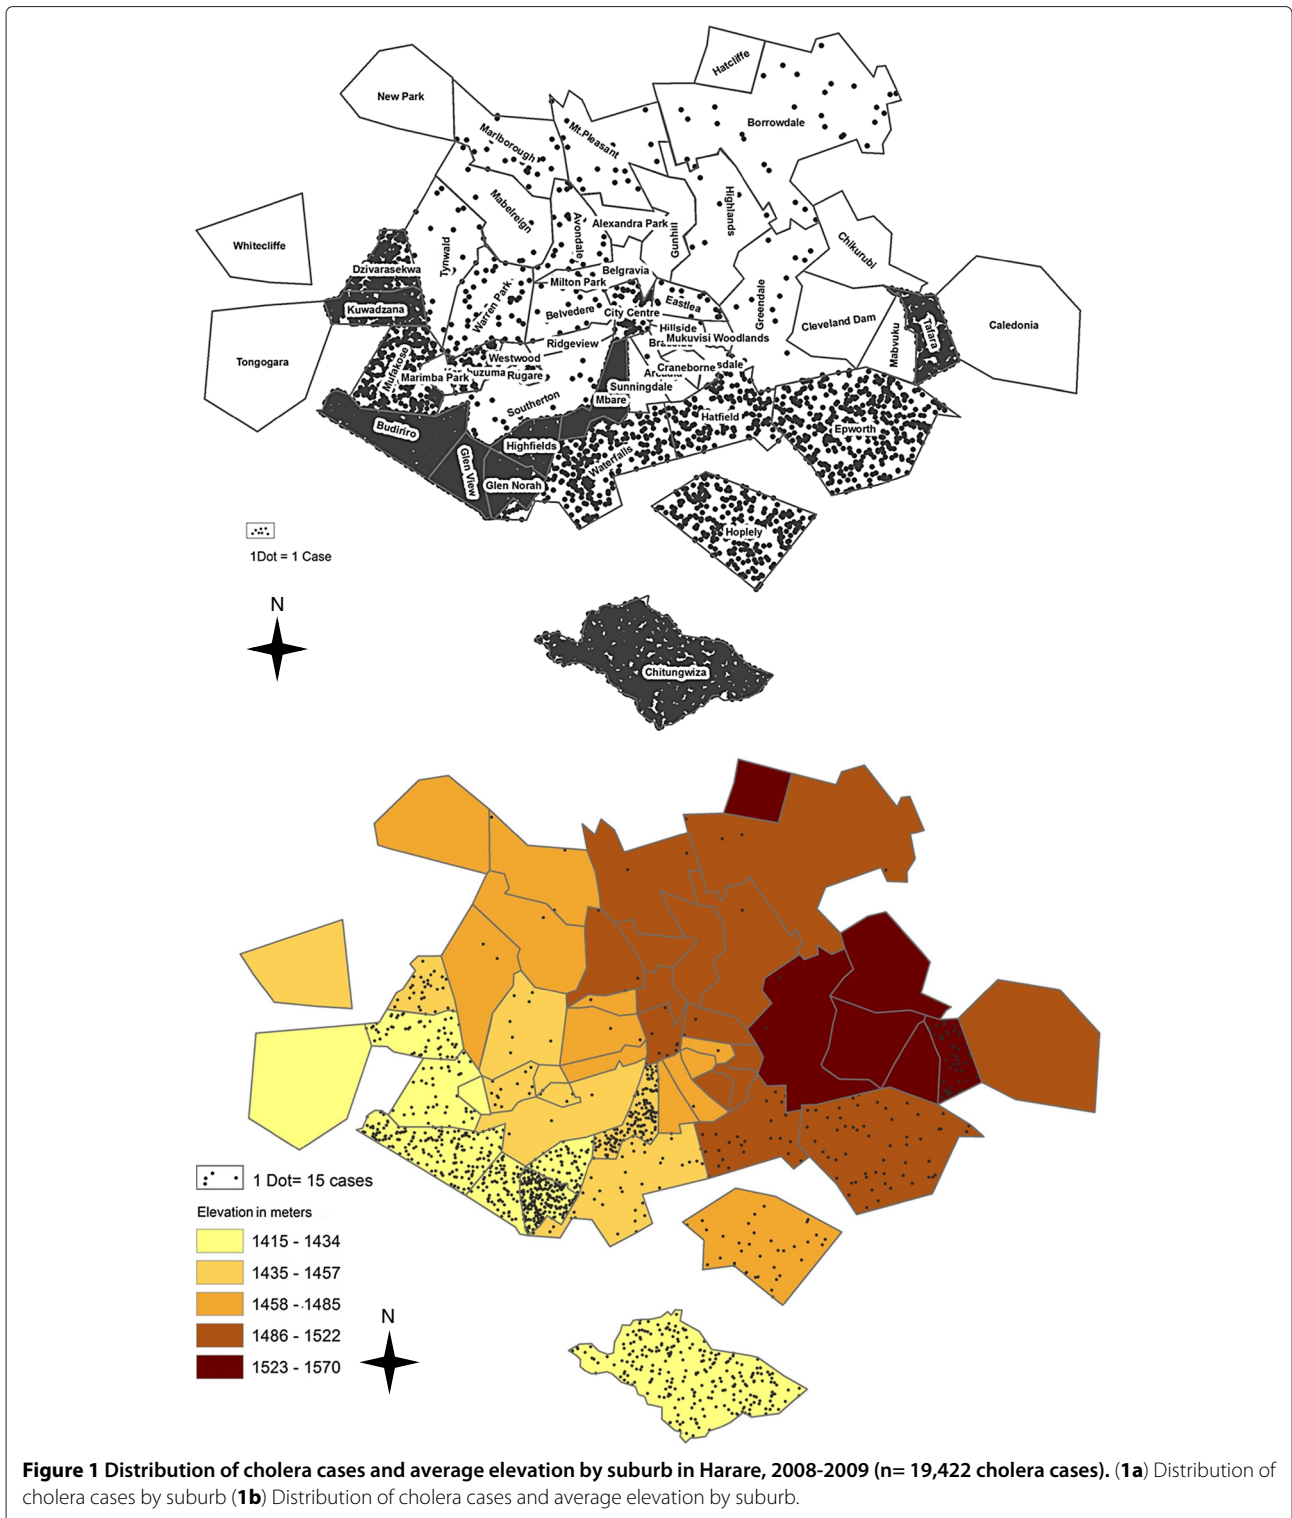 Hatcliffe
New Park
Borrowdale
Marlborough
Mt.Pleasant
Mabelreign
Highlands
Avondale
Alexandra Park
Gunhill
Whitecliffe
Tynwald
Chikurubi
Dzivarasekwa
Belgravia
Milton Park
Kuwadzana
Warren Park
Eastlea
Greendale
Belvedere
City Centre
Cleveland Dam
Caledonia
Tafara
Hillside
Mukuvisi Woodlands
Mabvuku
Ridgeview
Tongogara
Westwood
Mufakose
Marimba Park
Rugare
Craneborne
Sunningdale
Mbare
Southerton
Hatfield
Budiriro
Epworth
Highfields
Waterfalls
Glen View
Glen Norah
Hoplely
1Dot = 1 Case
N
Chitungwiza
1 Dot= 15 cases
Elevation in meters
1415 - 1434
1435 - 1457
1458 - 1485
1486 - 1522
1523 - 1570
N
Figure 1 Distribution of cholera cases and average elevation by suburb in Harare, 2008-2009 (n= 19,422 cholera cases). (1a) Distribution of
cholera cases by suburb (1b) Distribution of cholera cases and average elevation by suburb.